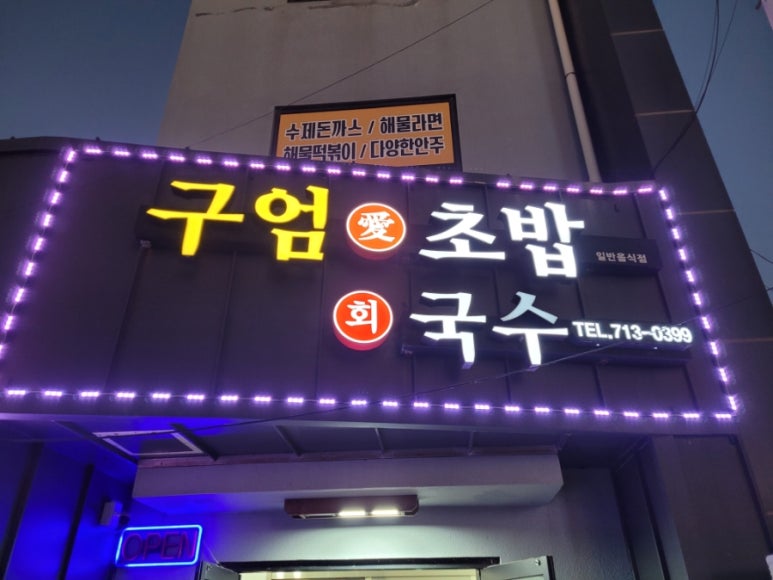 수제돈까스 / 해물라면
해물떡볶이 / 다양한안주
구엄 愛 초밥
일반음식점
회 국수
TEL.713-0399
OPEN